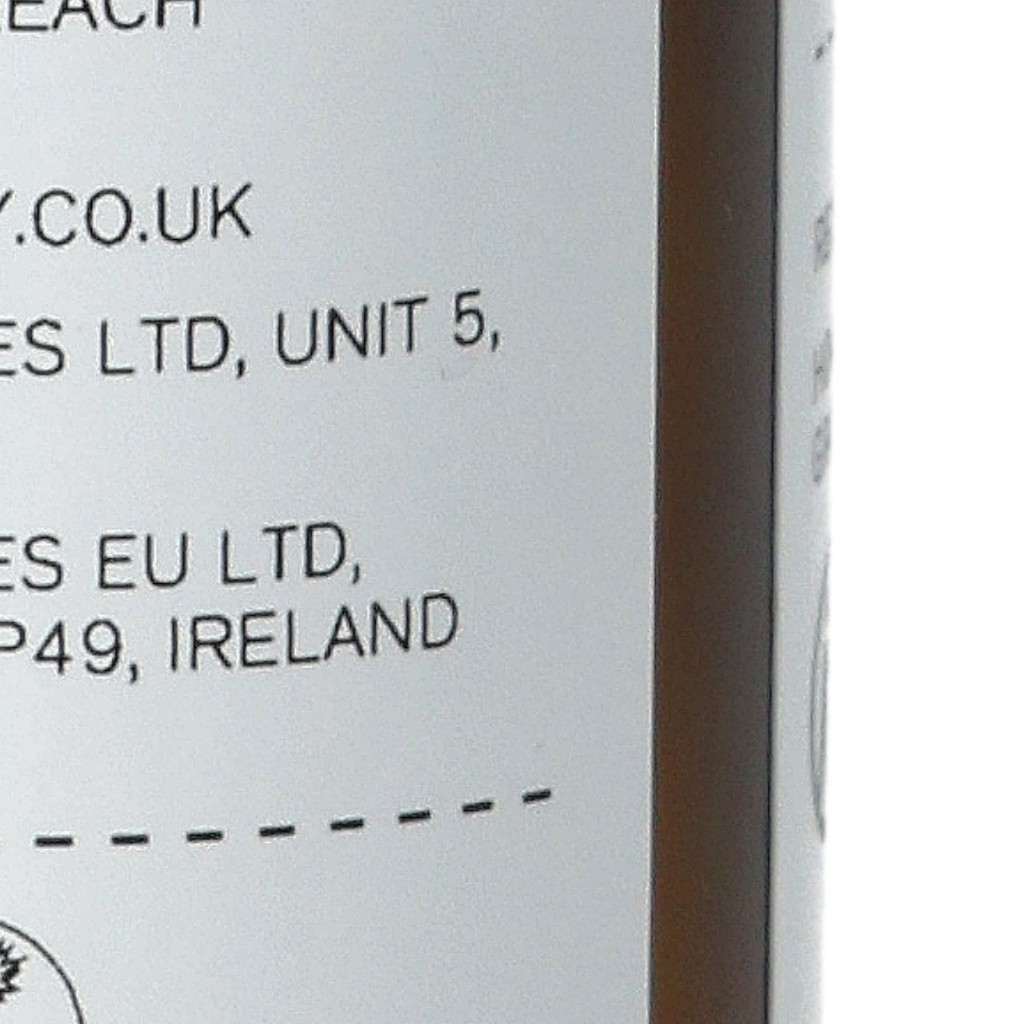 EACH
Y.CO.UK
ES LTD, UNIT 5,
ES EU LTD,
P49, IRELAND